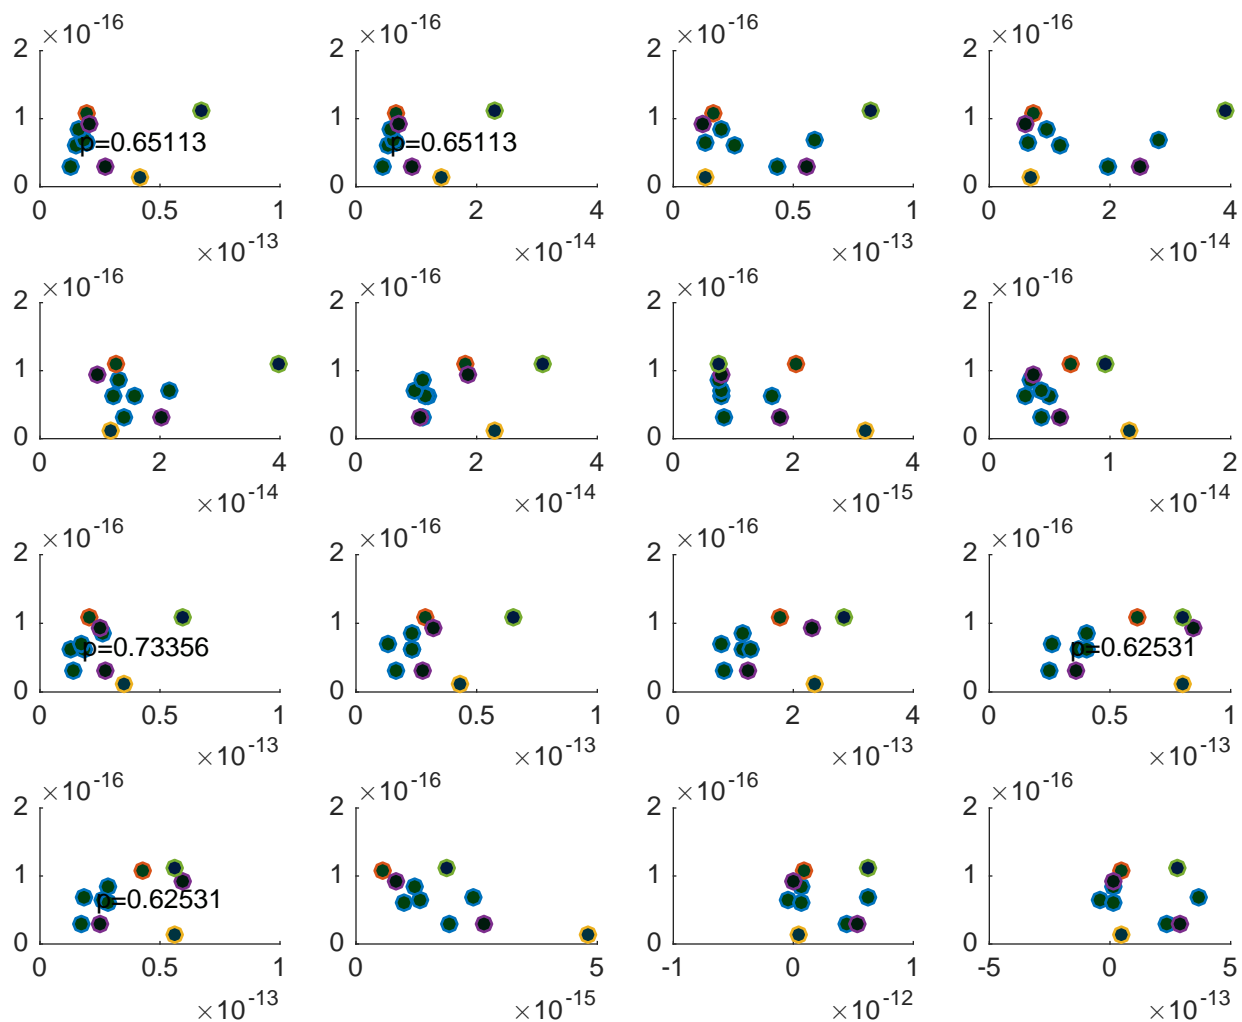 ×10-16 ×10-16 ×10-16 ×10-16
2 2 2 2
1 1 1 1
p=0.65113 p=0.65113
0 0 0 0
0 0.5 1 0 2 4 0 0.5 1 0 2 4
×10-13 ×10-14 ×10-13 ×10-14
×10-16 ×10-16 ×10-16 ×10-16
2 2 2 2
1 1 1 1
0 0 0 0
0 2 4 0 2 4 0 2 4 0 1 2
×10-14 ×10-14 ×10-15 ×10-14
×10-16 ×10-16 ×10-16 ×10-16
2 2 2 2
1 1 1 1
p=0.73356 p=0.62531
0 0 0 0
0 0.5 1 0 0.5 1 0 2 4 0 0.5 1
×10-13 ×10-13 ×10-13 ×10-13
×10-16 ×10-16 ×10-16 ×10-16
2 2 2 2
1 1 1 1
p=0.62531
0 0 0 0
0 0.5 1 0 5 -1 0 1 -5 0 5
×10-13 ×10-15 ×10-12 ×10-13